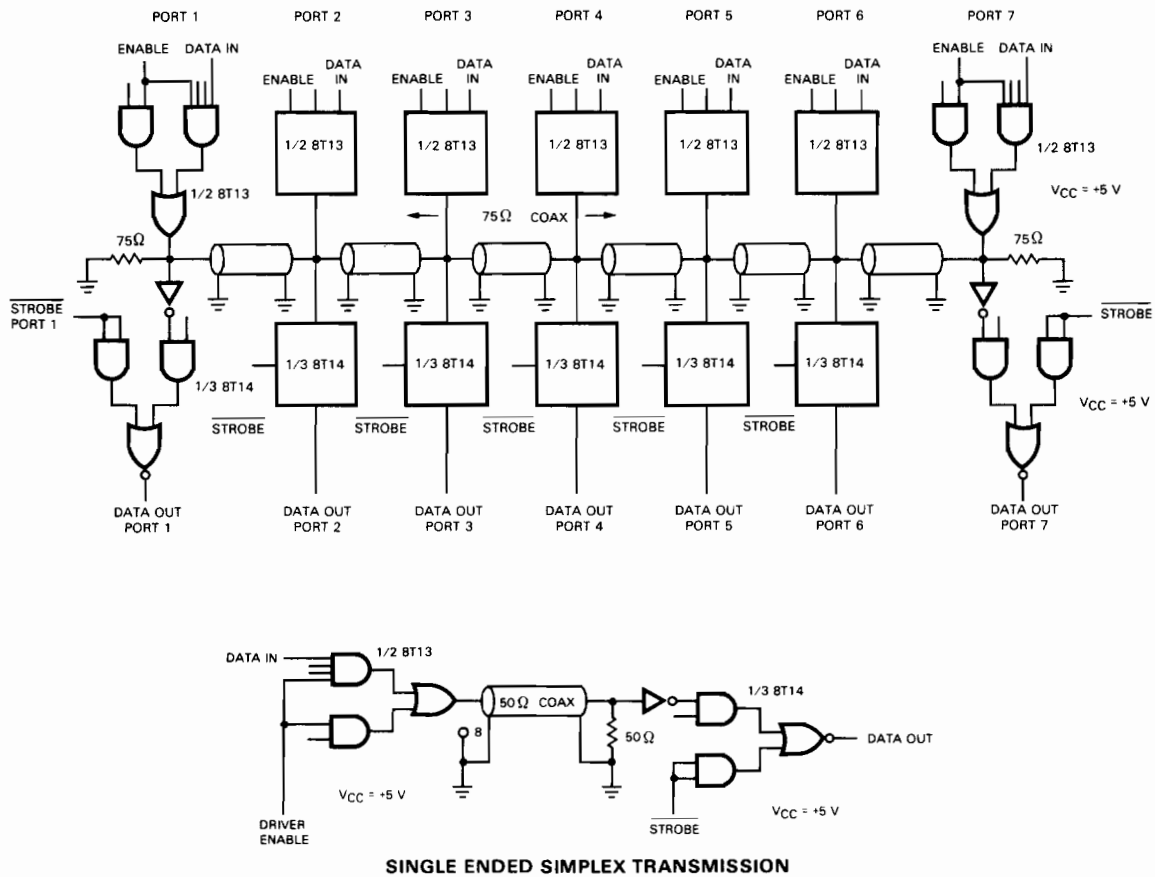 PORT 1 PORT 2 PORT 3 PORT 4 PORT 5 PORT 6 PORT 7
ENABLE DATA IN
ENABLE DATA IN
ENABLE DATA IN
ENABLE DATA IN
ENABLE DATA IN
ENABLE DATA IN
ENABLE DATA IN
1/2 8T13
1/2 8T13
1/2 8T13
1/2 8T13
1/2 8T13
1/2 8T13
1/2 8T13
VCC = +5 V
75Ω
75Ω COAX
75Ω
STROBE
PORT 1
STROBE
1/3 8T14
1/3 8T14
1/3 8T14
1/3 8T14
1/3 8T14
1/3 8T14
VCC = +5 V
STROBE STROBE STROBE STROBE STROBE
DATA OUT
PORT 1
DATA OUT
PORT 2
DATA OUT
PORT 3
DATA OUT
PORT 4
DATA OUT
PORT 5
DATA OUT
PORT 6
DATA OUT
PORT 7
DATA IN
1/2 8T13
50Ω COAX
8
50Ω
1/3 8T14
DATA OUT
VCC = +5 V
VCC = +5 V
DRIVER
ENABLE
STROBE
SINGLE ENDED SIMPLEX TRANSMISSION